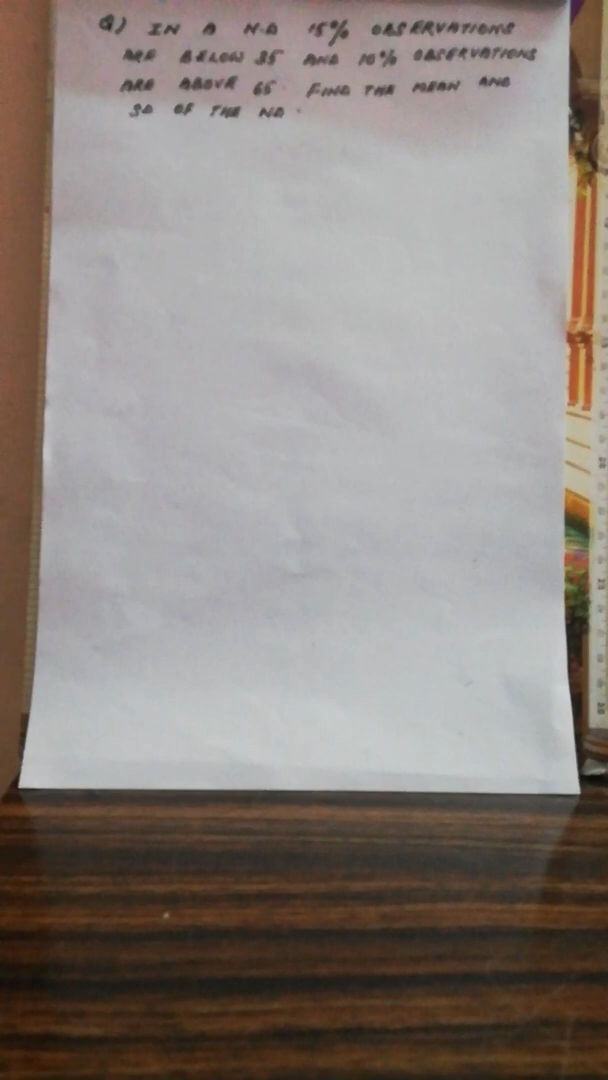 Q) IN A N.D 15% OBSERVATIONS
ARE BELOW 35 AND 10% OBSERVATIONS
ARE ABOVE 65. FIND THE MEAN AND
SD OF THE ND.